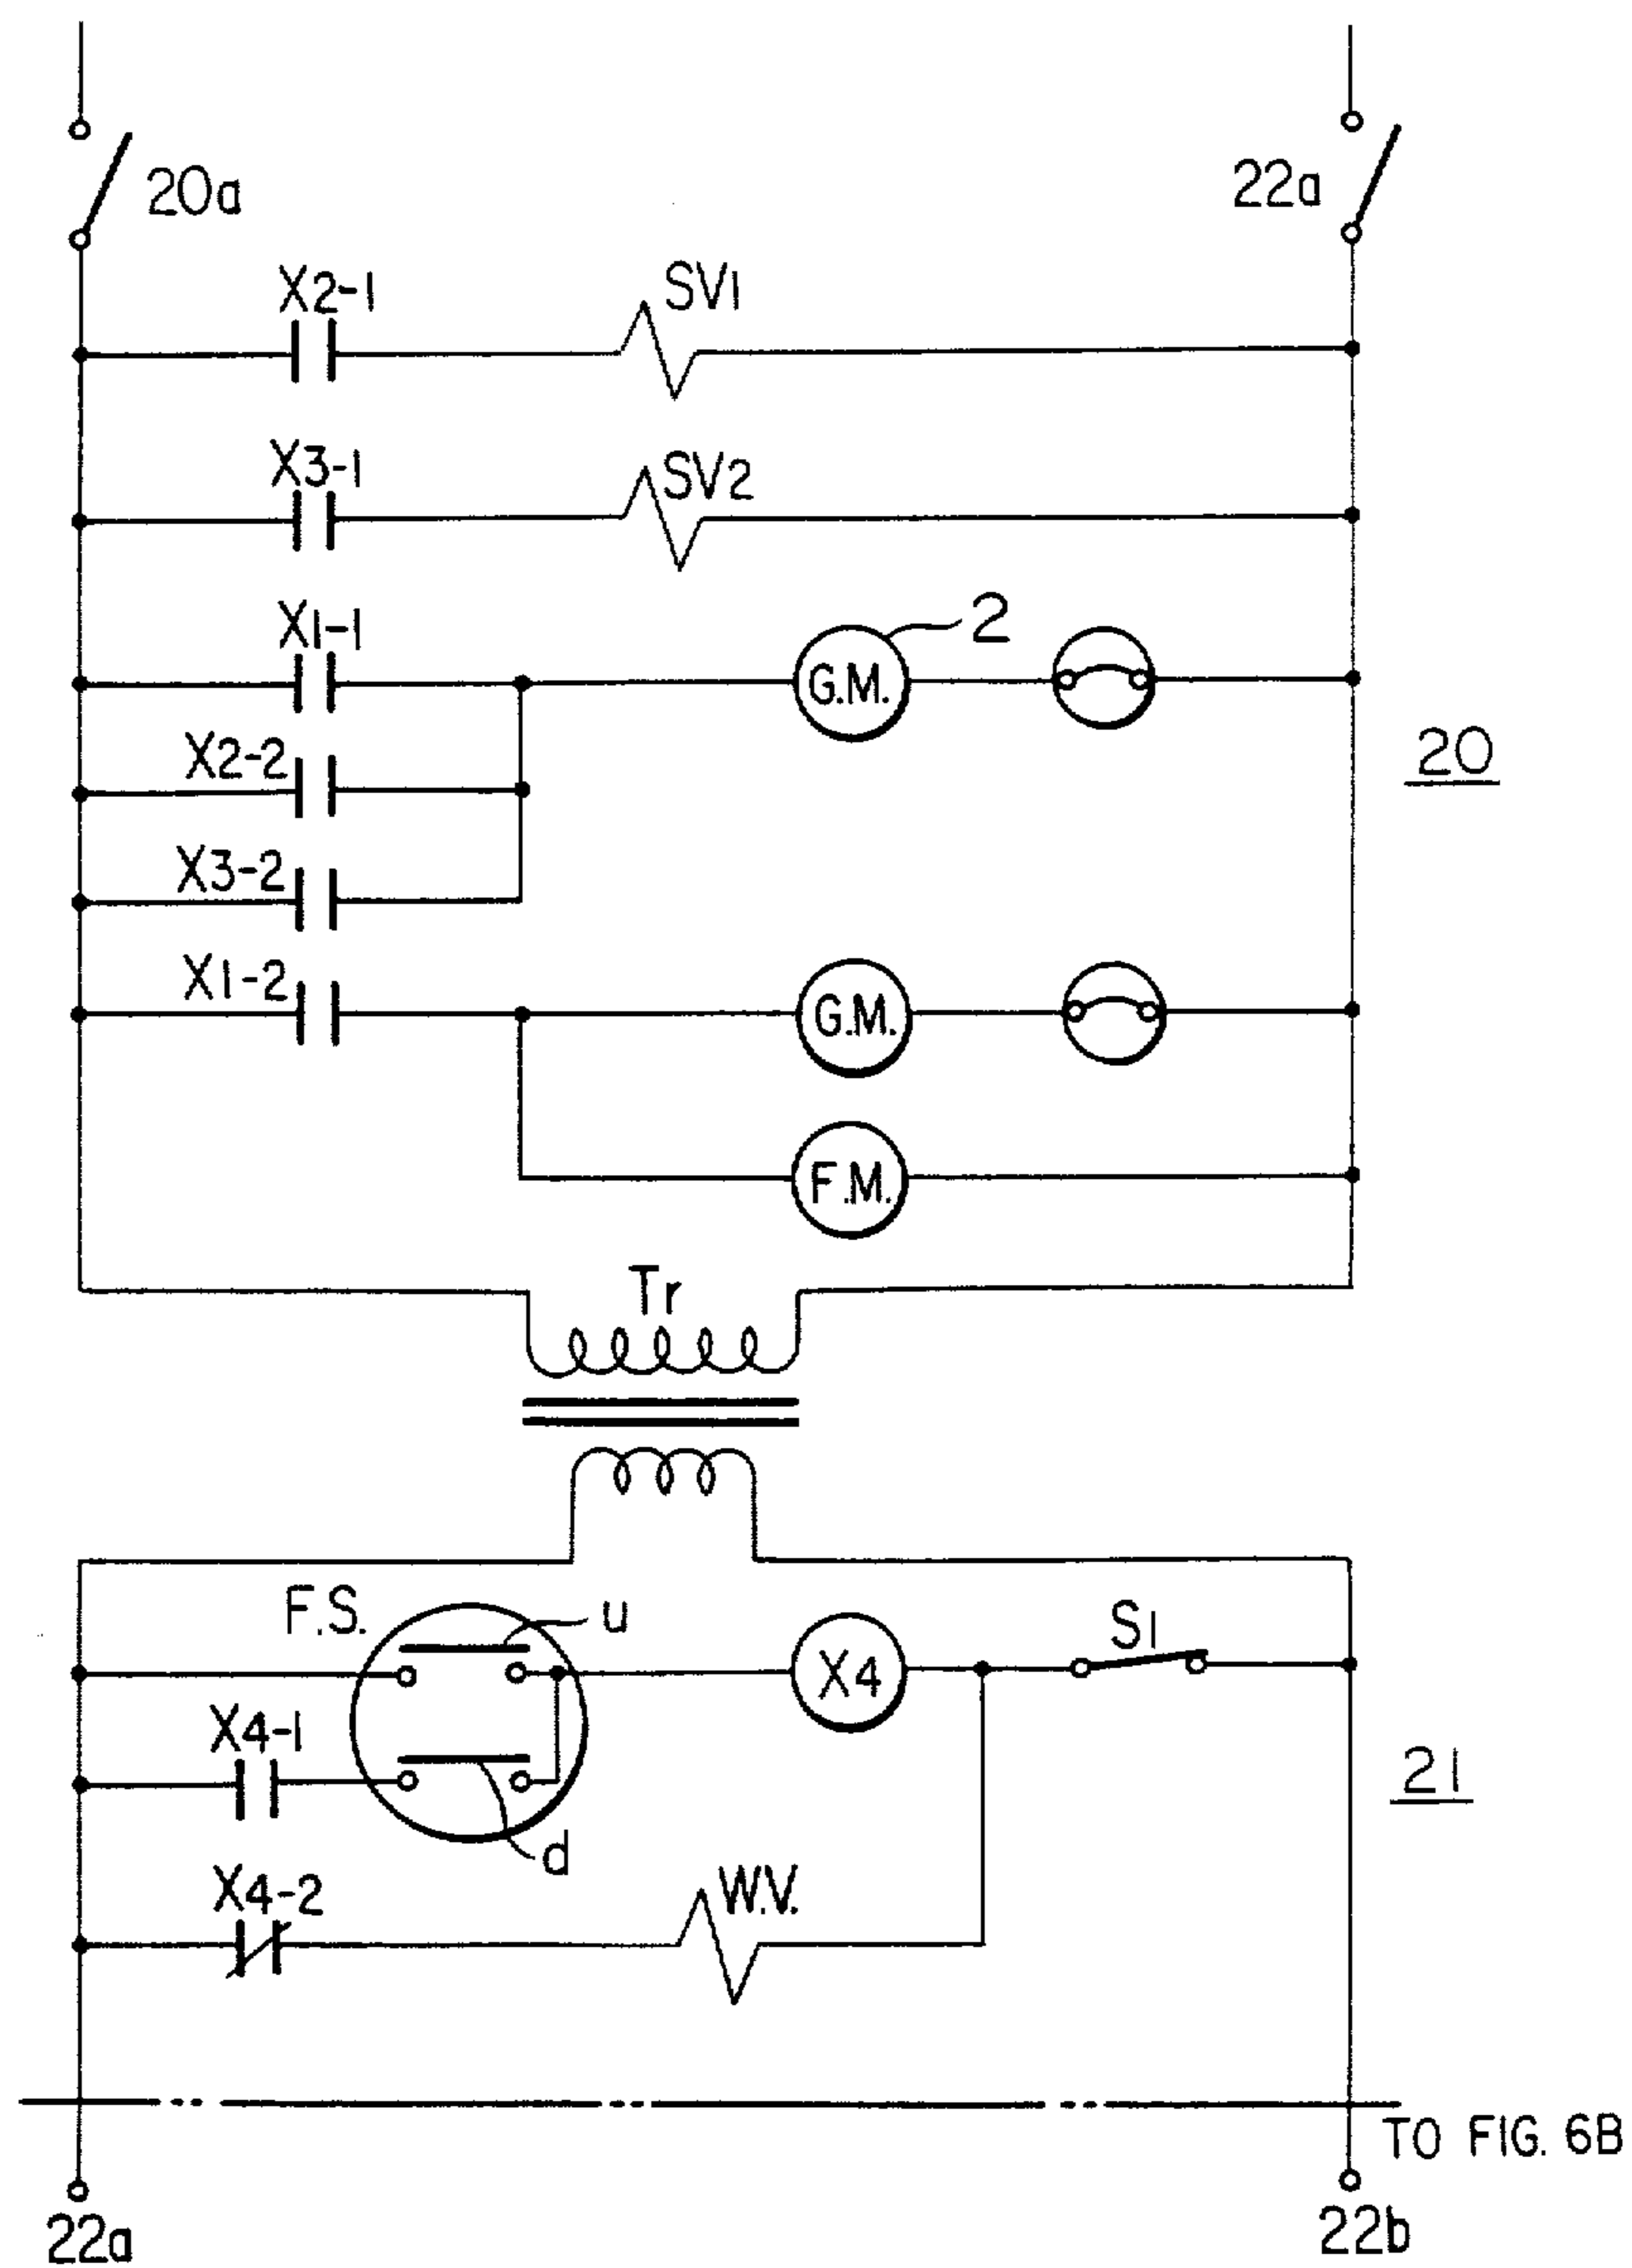 20a
22a
X2-1
SV1
X3-1
SV2
X1-1
2
G.M.
X2-2
20
X3-2
X1-2
G.M.
F.M.
Tr
F.S.
u
S1
X4
X4-1
21
d
X4-2
W.V.
TO FIG. 6B
22a
22b